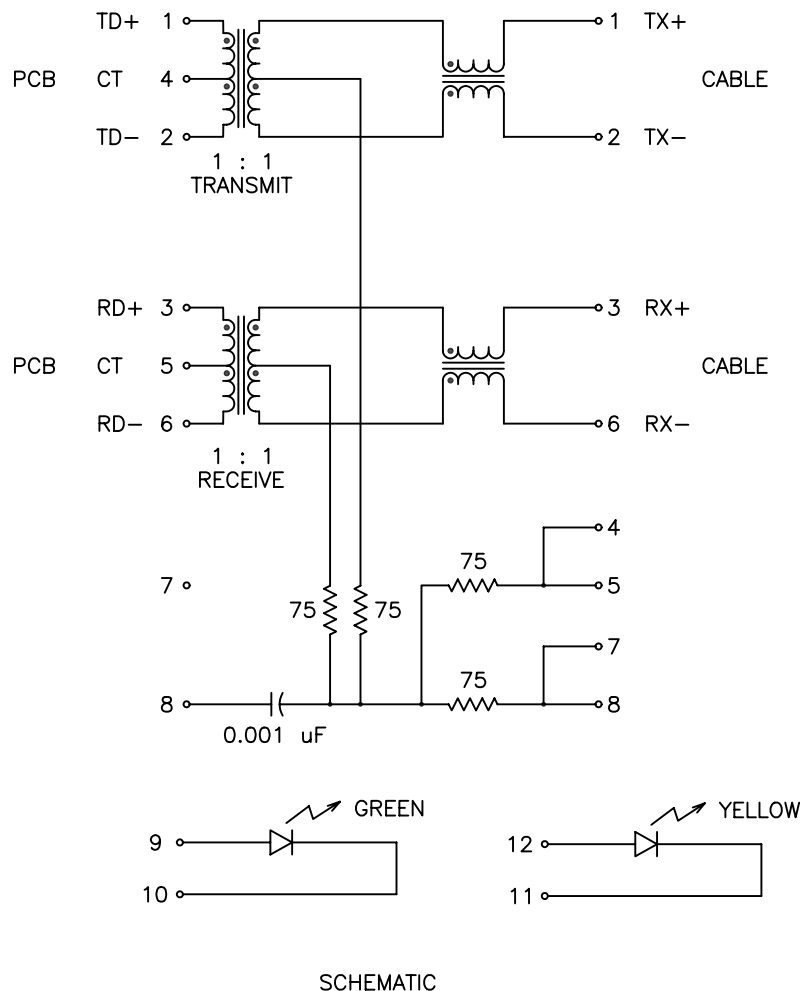 TD+ 1 1 TX+
PCB CT 4 CABLE
TD- 2 2 TX-
1 : 1
TRANSMIT
RD+ 3 3 RX+
PCB CT 5 CABLE
RD- 6 6 RX-
1 : 1
RECEIVE
4
75
7 5
75 75
7
75
8 8
0.001 uF
GREEN YELLOW
9 12
10 11
SCHEMATIC